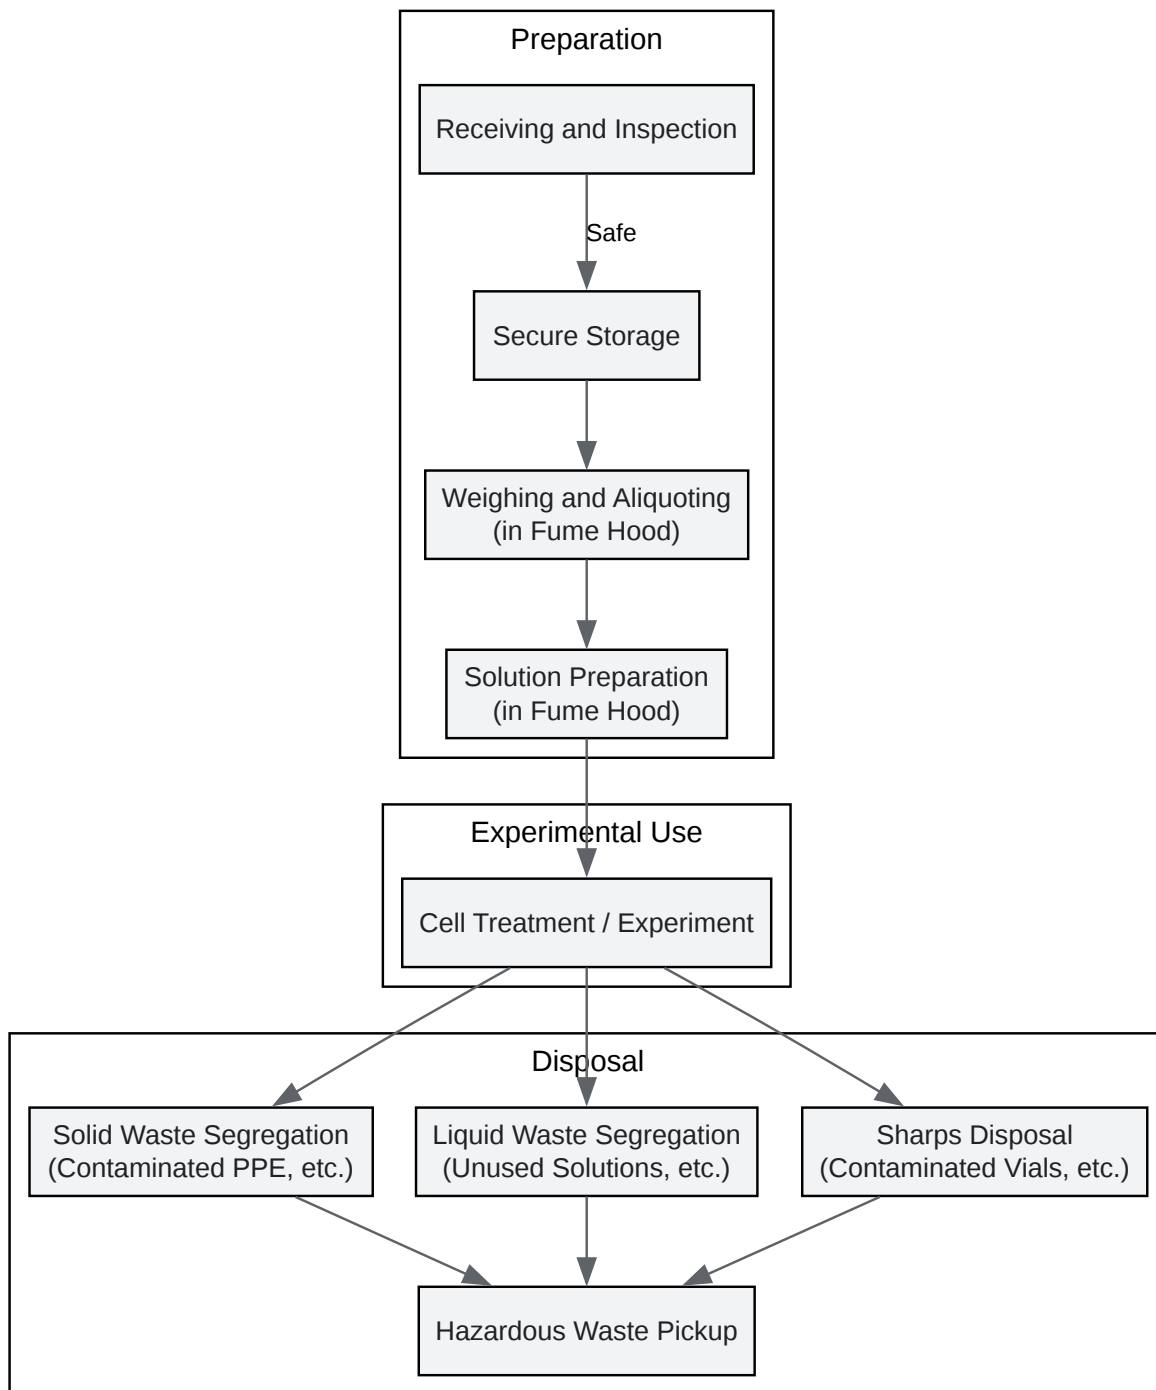 Preparation
Receiving and Inspection
Safe
Secure Storage
Weighing and Aliquoting
(in Fume Hood)
Solution Preparation
(in Fume Hood)
Experimental Use
Cell Treatment / Experiment
Disposal
Solid Waste Segregation
(Contaminated PPE, etc.)
Liquid Waste Segregation
(Unused Solutions, etc.)
Sharps Disposal
(Contaminated Vials, etc.)
Hazardous Waste Pickup